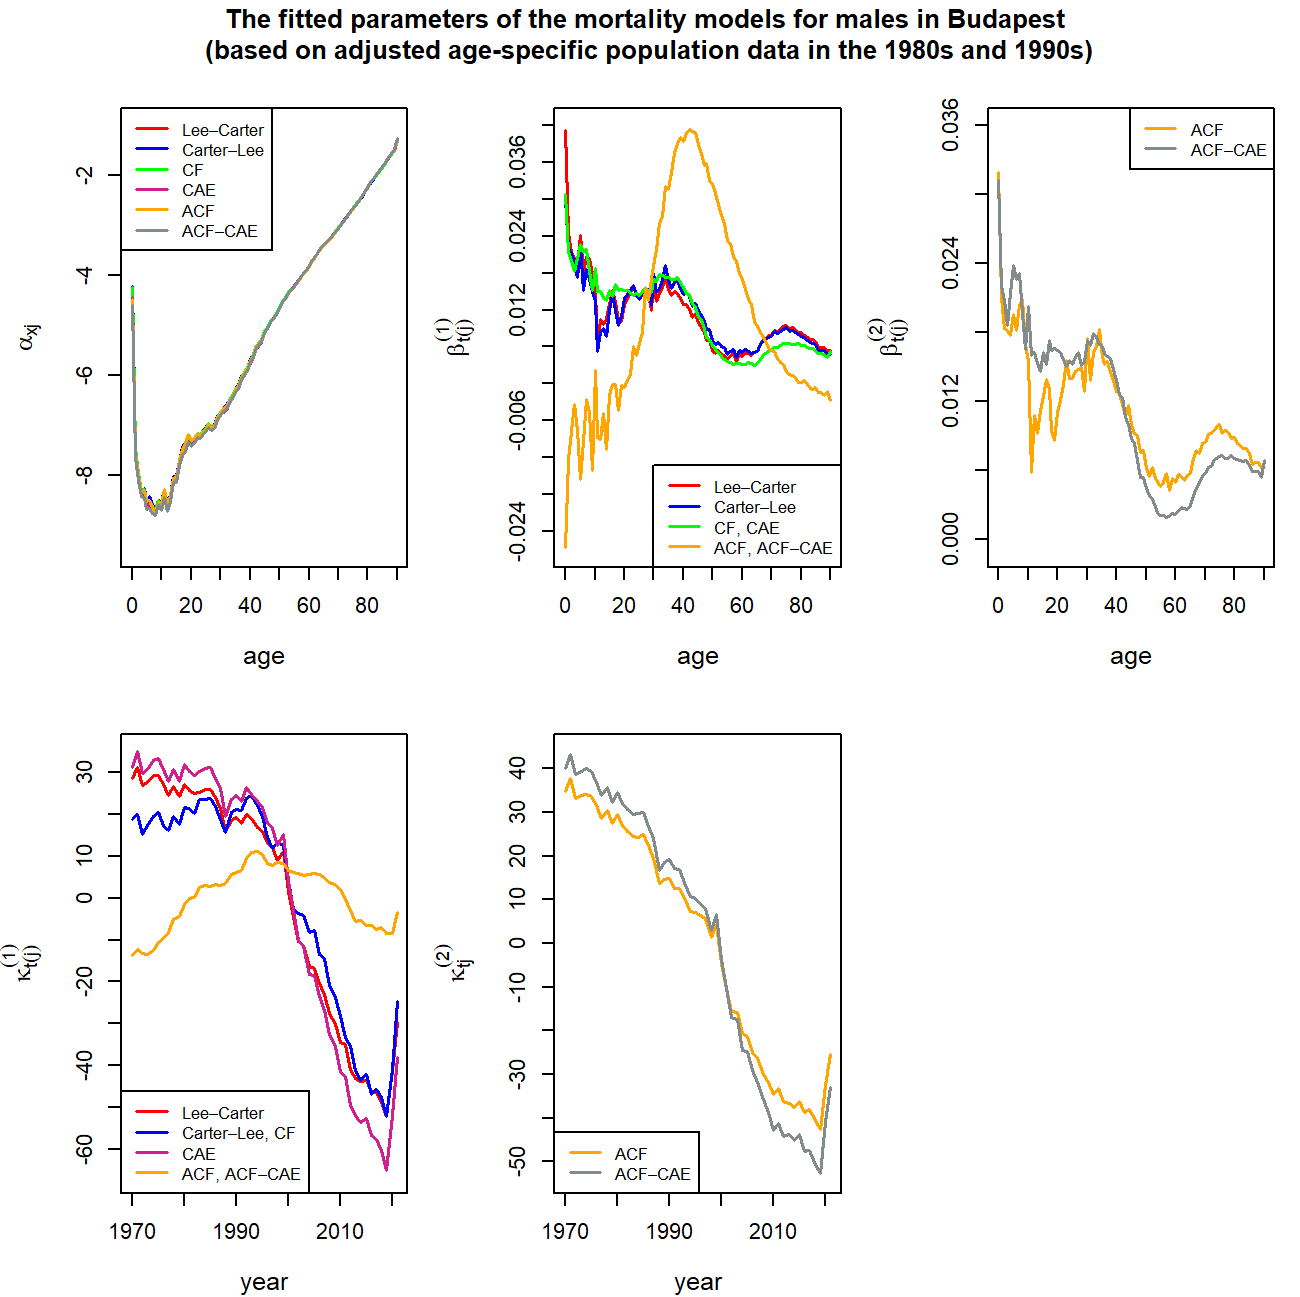 The fitted parameters of the mortality models for males in Budapest
(based on adjusted age-specific population data in the 1980s and 1990s)
αxj
-2
-4
-6
-8
Lee–Carter
Carter–Lee
CF
CAE
ACF
ACF–CAE
0 20 40 60 80
age
β(1)t(j)
0.036
0.024
0.012
-0.006
-0.024
Lee–Carter
Carter–Lee
CF, CAE
ACF, ACF–CAE
0 20 40 60 80
age
β(2)t(j)
0.036
0.024
0.012
0.000
ACF
ACF–CAE
0 20 40 60 80
age
κ(1)t(j)
30
10
0
-20
-40
-60
Lee–Carter
Carter–Lee, CF
CAE
ACF, ACF–CAE
1970 1990 2010
year
κ(2)tj
40
30
20
10
0
-10
-30
-50
ACF
ACF–CAE
1970 1990 2010
year